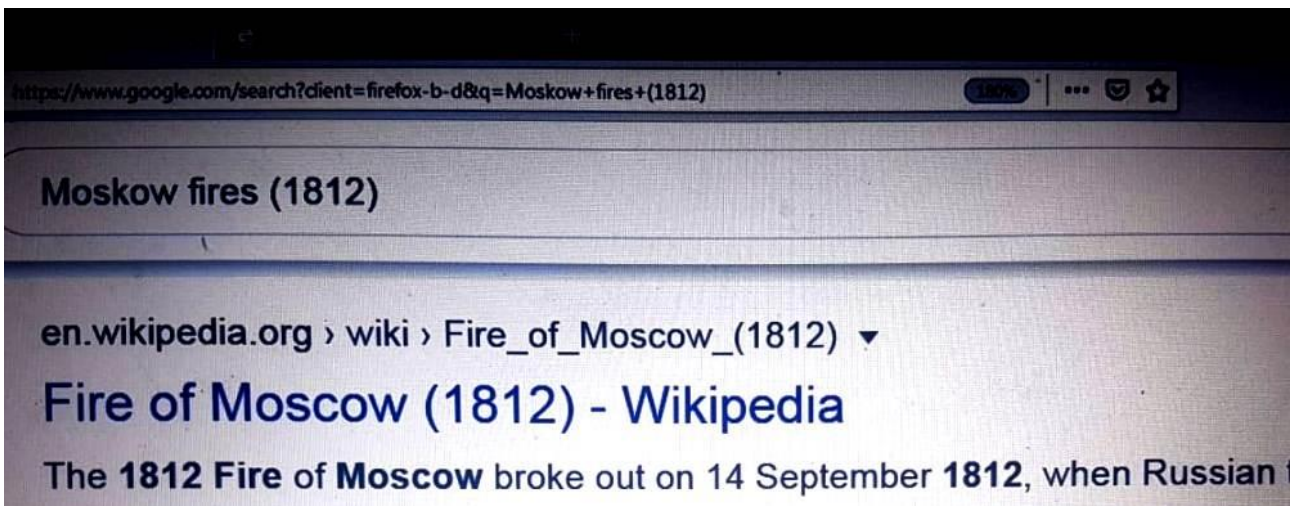 https://www.google.com/search?client=firefox-b-d&q=Moskow+fires+(1812) 180%
Moskow fires (1812)
en.wikipedia.org › wiki › Fire_of_Moscow_(1812)
Fire of Moscow (1812) - Wikipedia
The 1812 Fire of Moscow broke out on 14 September 1812, when Russian